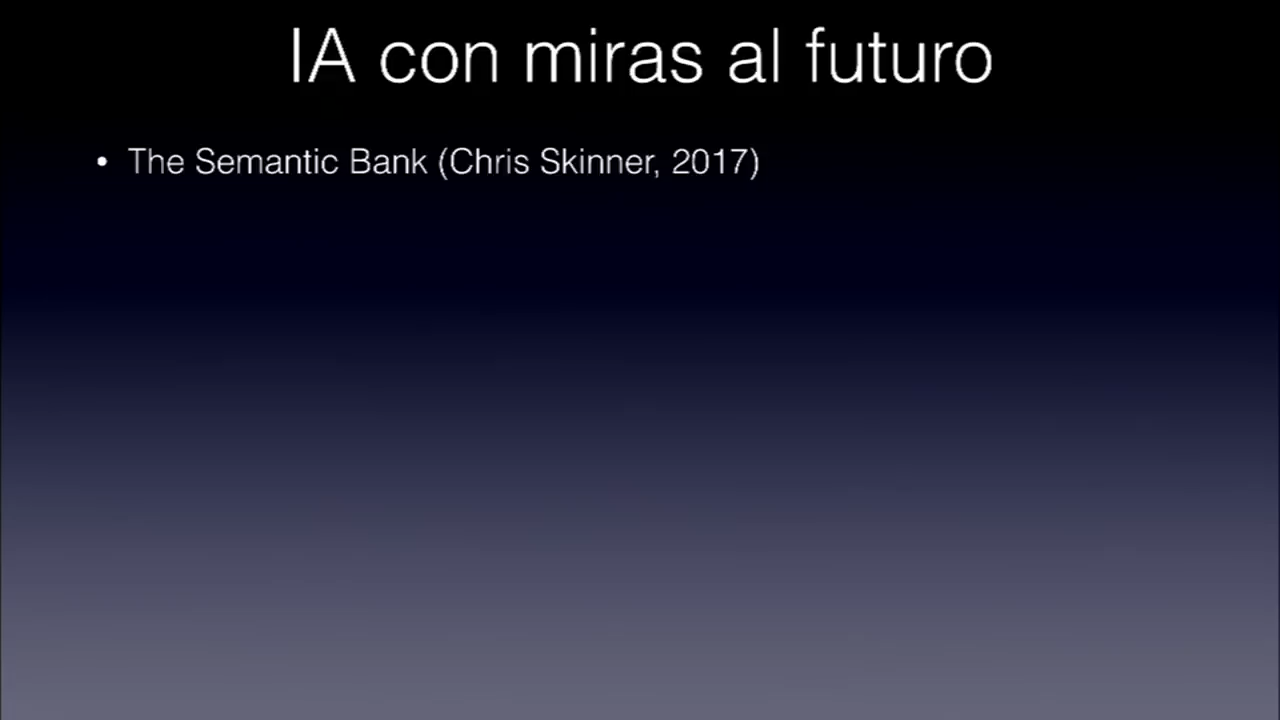 IA con miras al futuro
• The Semantic Bank (Chris Skinner, 2017)